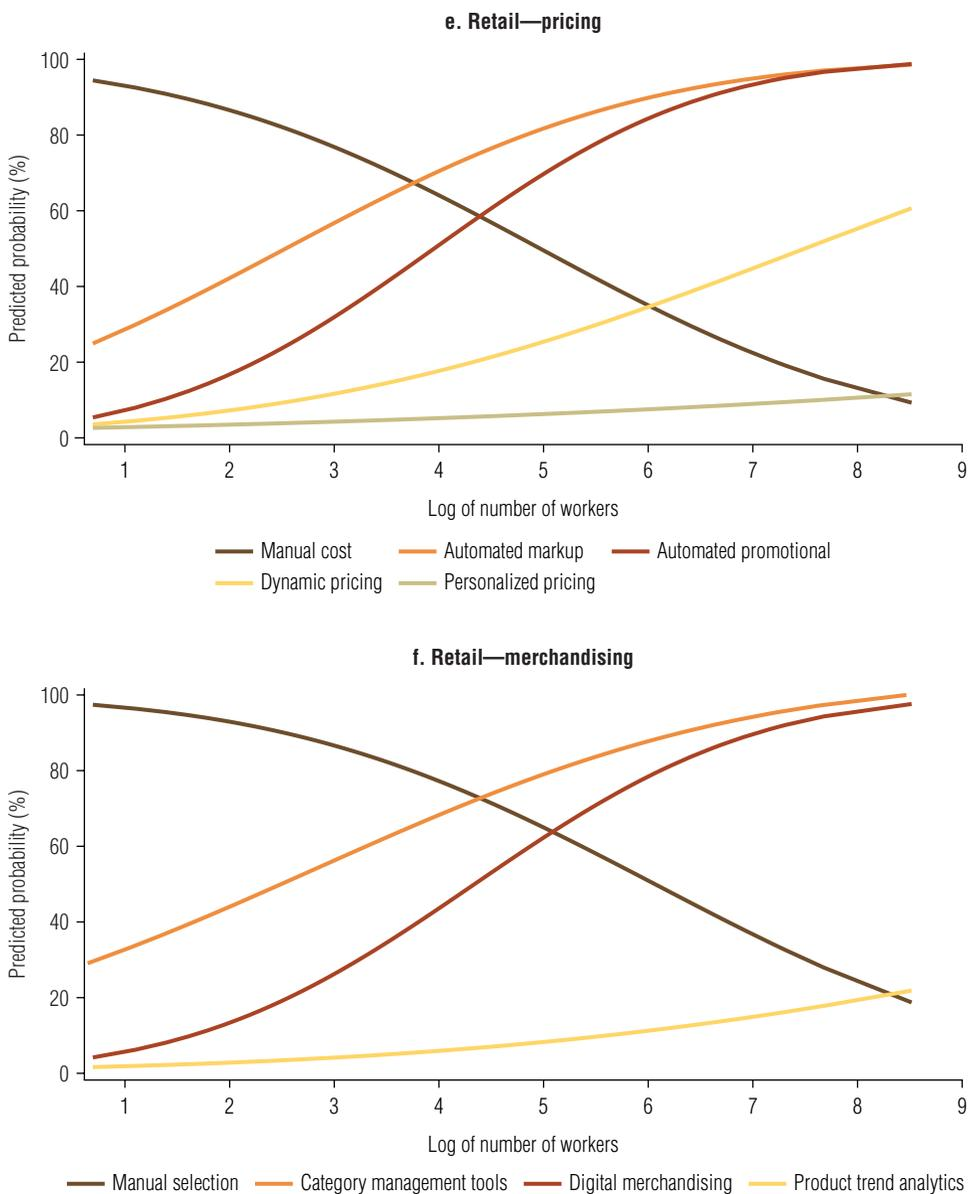 e. Retail—pricing
Predicted probability (%)
100
80
60
40
20
0
1 2 3 4 5 6 7 8 9
Log of number of workers
Manual cost Automated markup Automated promotional
Dynamic pricing Personalized pricing
f. Retail—merchandising
Predicted probability (%)
100
80
60
40
20
0
1 2 3 4 5 6 7 8 9
Log of number of workers
Manual selection Category management tools Digital merchandising Product trend analytics